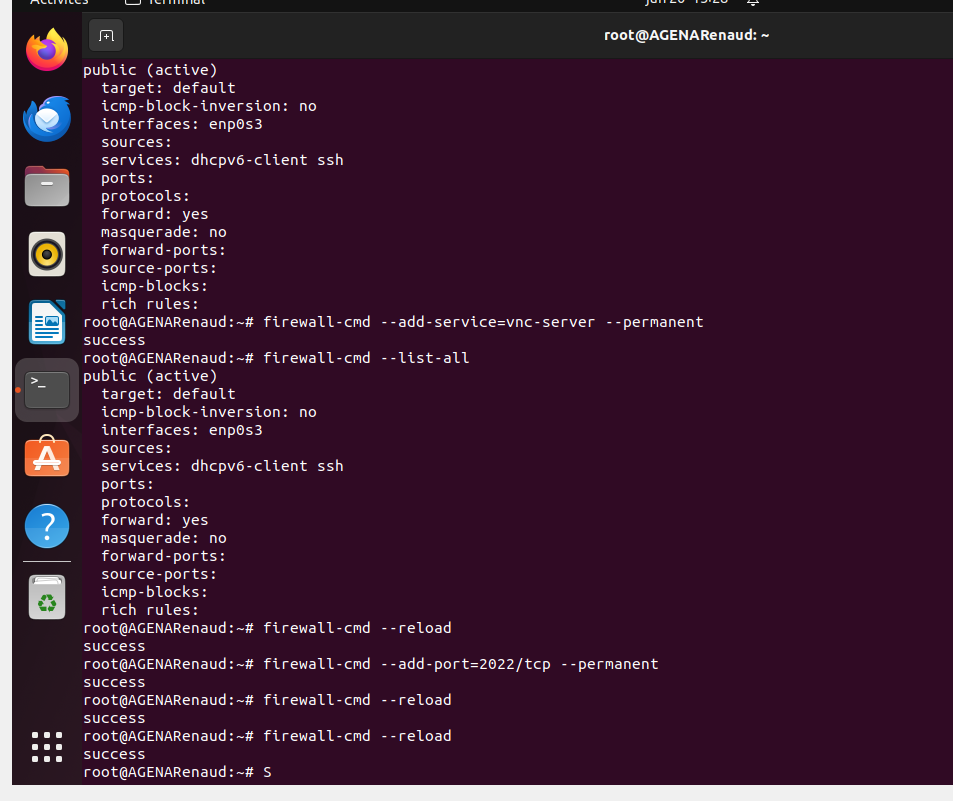 Activités Terminal
root@AGENARenaud: ~
public (active)
  target: default
  icmp-block-inversion: no
  interfaces: enp0s3
  sources:
  services: dhcpv6-client ssh
  ports:
  protocols:
  forward: yes
  masquerade: no
  forward-ports:
  source-ports:
  icmp-blocks:
  rich rules:
root@AGENARenaud:~# firewall-cmd --add-service=vnc-server --permanent
success
root@AGENARenaud:~# firewall-cmd --list-all
public (active)
  target: default
  icmp-block-inversion: no
  interfaces: enp0s3
  sources:
  services: dhcpv6-client ssh
  ports:
  protocols:
  forward: yes
  masquerade: no
  forward-ports:
  source-ports:
  icmp-blocks:
  rich rules:
root@AGENARenaud:~# firewall-cmd --reload
success
root@AGENARenaud:~# firewall-cmd --add-port=2022/tcp --permanent
success
root@AGENARenaud:~# firewall-cmd --reload
success
root@AGENARenaud:~# firewall-cmd --reload
success
root@AGENARenaud:~# S